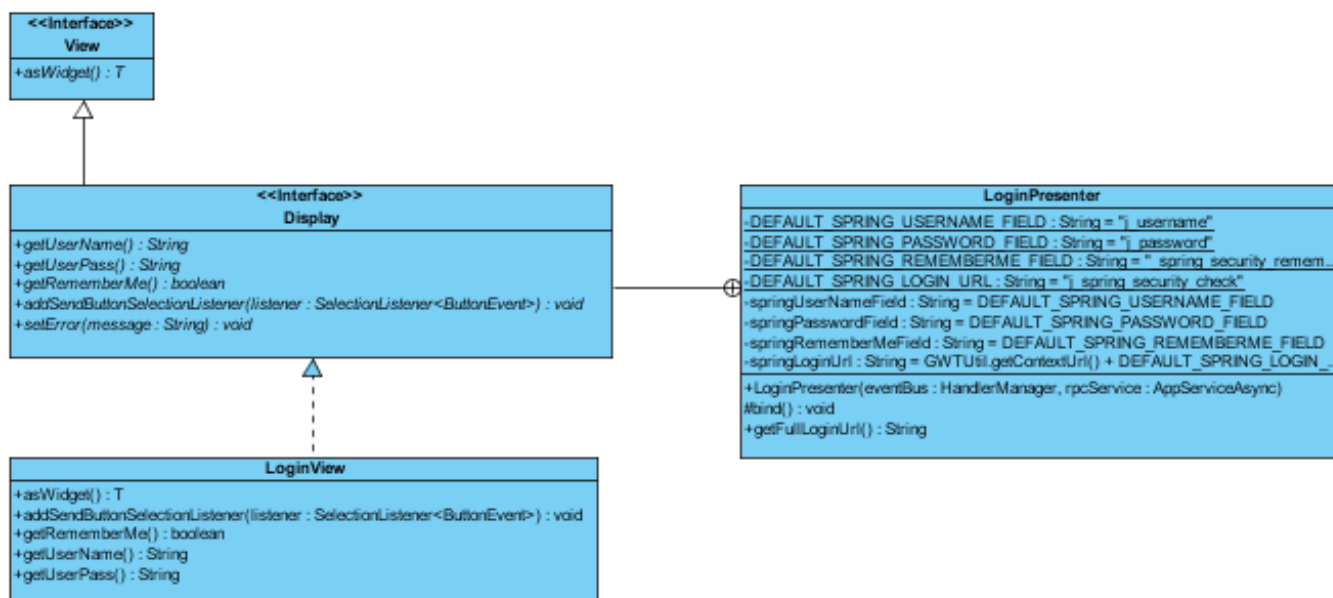 <<Interface>>
View
+asWidget() : T
<<Interface>>
Display
+getUserName() : String
+getUserPass() : String
+getRememberMe() : boolean
+addSendButtonSelectionListener(listener : SelectionListener<ButtonEvent>) : void
+setError(message : String) : void
LoginPresenter
-DEFAULT_SPRING_USERNAME_FIELD : String = "j_username"
-DEFAULT_SPRING_PASSWORD_FIELD : String = "j_password"
-DEFAULT_SPRING_REMEMBERME_FIELD : String = "_spring_security_remem...
-DEFAULT_SPRING_LOGIN_URL : String = "j_spring_security_check"
-springUserNameField : String = DEFAULT_SPRING_USERNAME_FIELD
-springPasswordField : String = DEFAULT_SPRING_PASSWORD_FIELD
-springRememberMeField : String = DEFAULT_SPRING_REMEMBERME_FIELD
-springLoginUrl : String = GWTUtil.getContextUrl() + DEFAULT_SPRING_LOGIN_...
+LoginPresenter(eventBus : HandlerManager, rpcService : AppServiceAsync)
#bind() : void
+getFullLoginUrl() : String
LoginView
+asWidget() : T
+addSendButtonSelectionListener(listener : SelectionListener<ButtonEvent>) : void
+getRememberMe() : boolean
+getUserName() : String
+getUserPass() : String